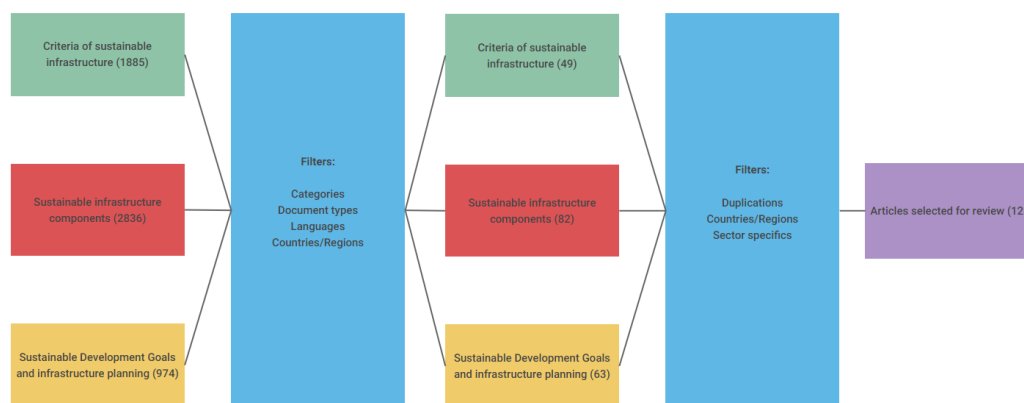 Criteria of sustainable
infrastructure (1885)
Sustainable infrastructure
components (2836)
Sustainable Development Goals
and infrastructure planning (974)
Filters:
Categories
Document types
Languages
Countries/Regions
Criteria of sustainable
infrastructure (49)
Sustainable infrastructure
components (82)
Sustainable Development Goals
and infrastructure planning (63)
Filters:
Duplications
Countries/Regions
Sector specifics
Articles selected for review (12